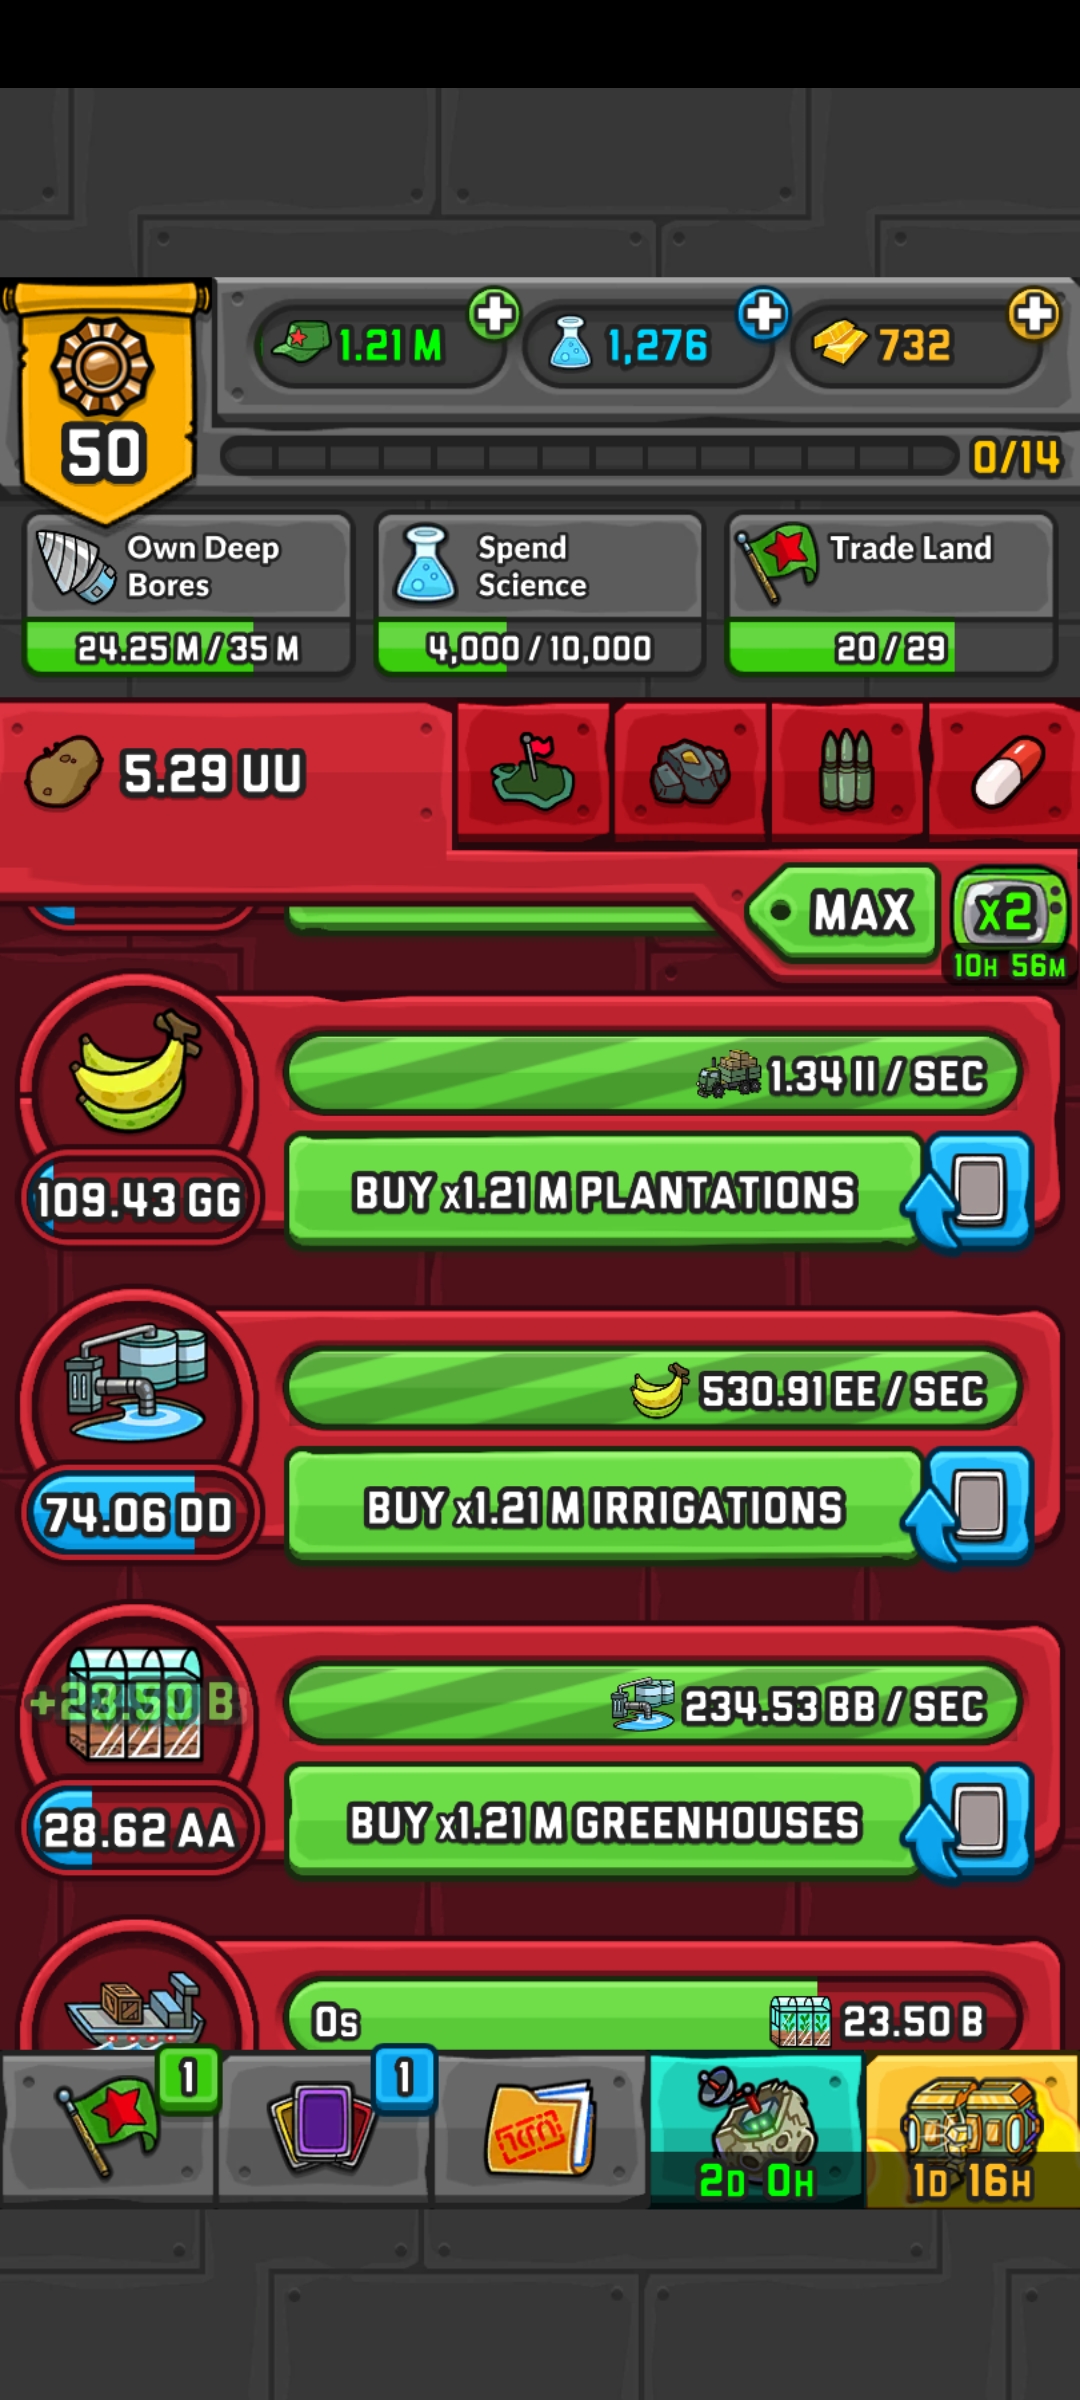 1.21 M
1,276
732
50
0/14
Own Deep
Bores
24.25 M / 35 M
Spend
Science
4,000 / 10,000
Trade Land
20 / 29
5.29 UU
MAX
x2
10H 56M
1.34 II / SEC
109.43 GG
BUY x1.21 M PLANTATIONS
530.91 EE / SEC
74.06 DD
BUY x1.21 M IRRIGATIONS
+23.50 B
234.53 BB / SEC
28.62 AA
BUY x1.21 M GREENHOUSES
0s
23.50 B
1
1
2D 0H
1D 16H